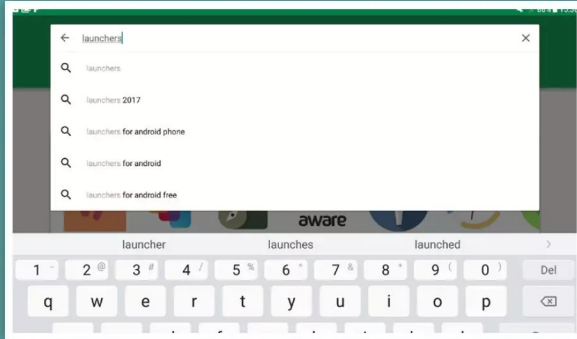 launchers
launchers
launchers 2017
launchers for android phone
launchers for android
launchers for android free
aware
launcher launches launched
1 - 2 @ 3 # 4 / 5 % 6 ^ 7 & 8 * 9 ( 0 ) Del
q w e r t y u i o p